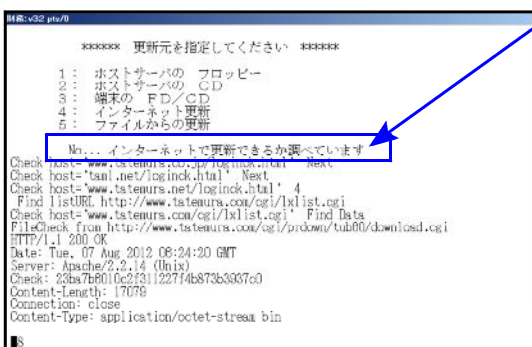 財務:v32 pts/0
****** 更新元を指定してください ******
1: ホストサーバの フロッピー
2: ホストサーバの CD
3: 端末の FD/CD
4: インターネット更新
5: ファイルからの更新
No... インターネットで更新できるか調べています
Check host='www.tatemura.co.jp/loginck.html' Next
Check host='taml.net/loginck.html' Next
Check host='www.tatemura.net/loginck.html' 4
Find listURL http://www.tatemura.com/cgi/lxlist.cgi
Check host='www.tatemura.com/cgi/lxlist.cgi' Find Data
FileCheck from http://www.tatemura.com/cgi/prdown/tub00/download.cgi
HTTP/1.1 200 OK
Date: Tue, 07 Aug 2012 06:24:20 GMT
Server: Apache/2.2.14 (Unix)
Check: 23ba7b8010c2f311227f4b873b3937c0
Content-Length: 17079
Connection: close
Content-Type: application/octet-stream bin
8